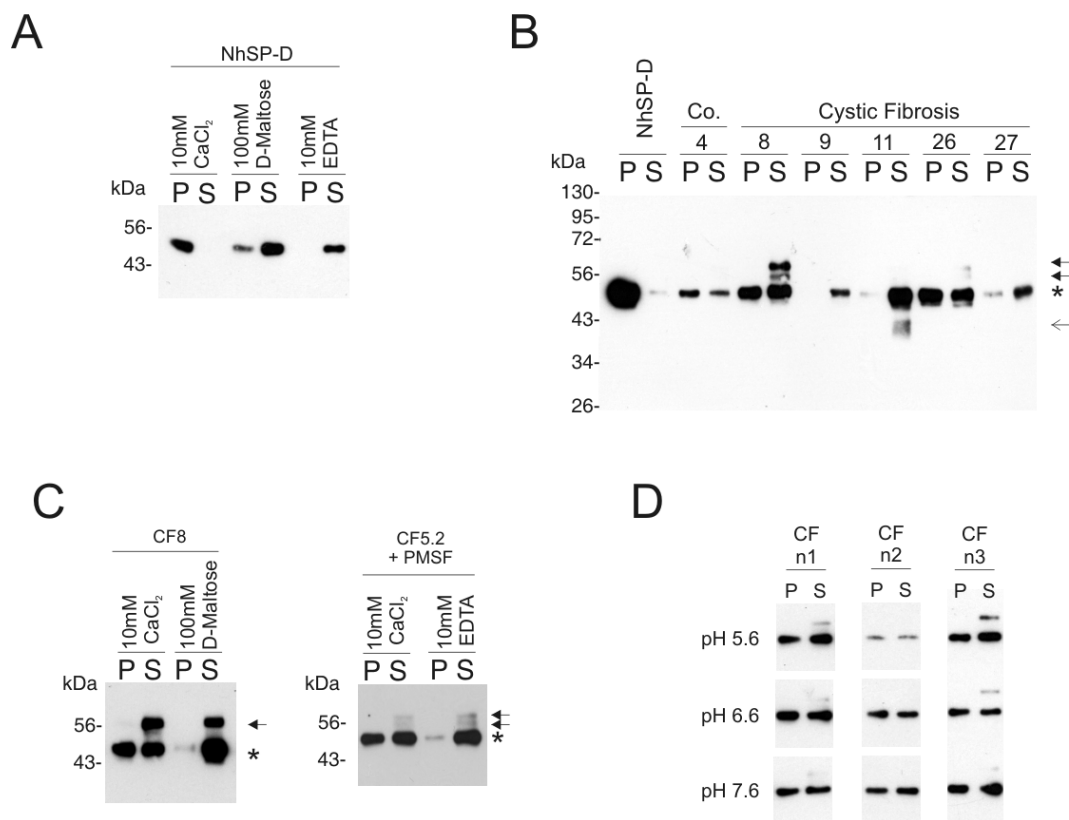 A
NhSP-D
10mM CaCl₂
100mM D-Maltose
10mM EDTA
kDa
P S P S P S
56-
43-
B
NhSP-D
Co.
Cystic Fibrosis
4 8 9 11 26 27
kDa
P S P S P S P S P S P S P S
130-
95-
72-
56-
43-
34-
26-
*
C
CF8
10mM CaCl₂
100mM D-Maltose
kDa
P S P S
56-
43-
*
CF5.2
+ PMSF
10mM CaCl₂
10mM EDTA
kDa
P S P S
56-
43-
*
D
CF n1
CF n2
CF n3
P S P S P S
pH 5.6
pH 6.6
pH 7.6